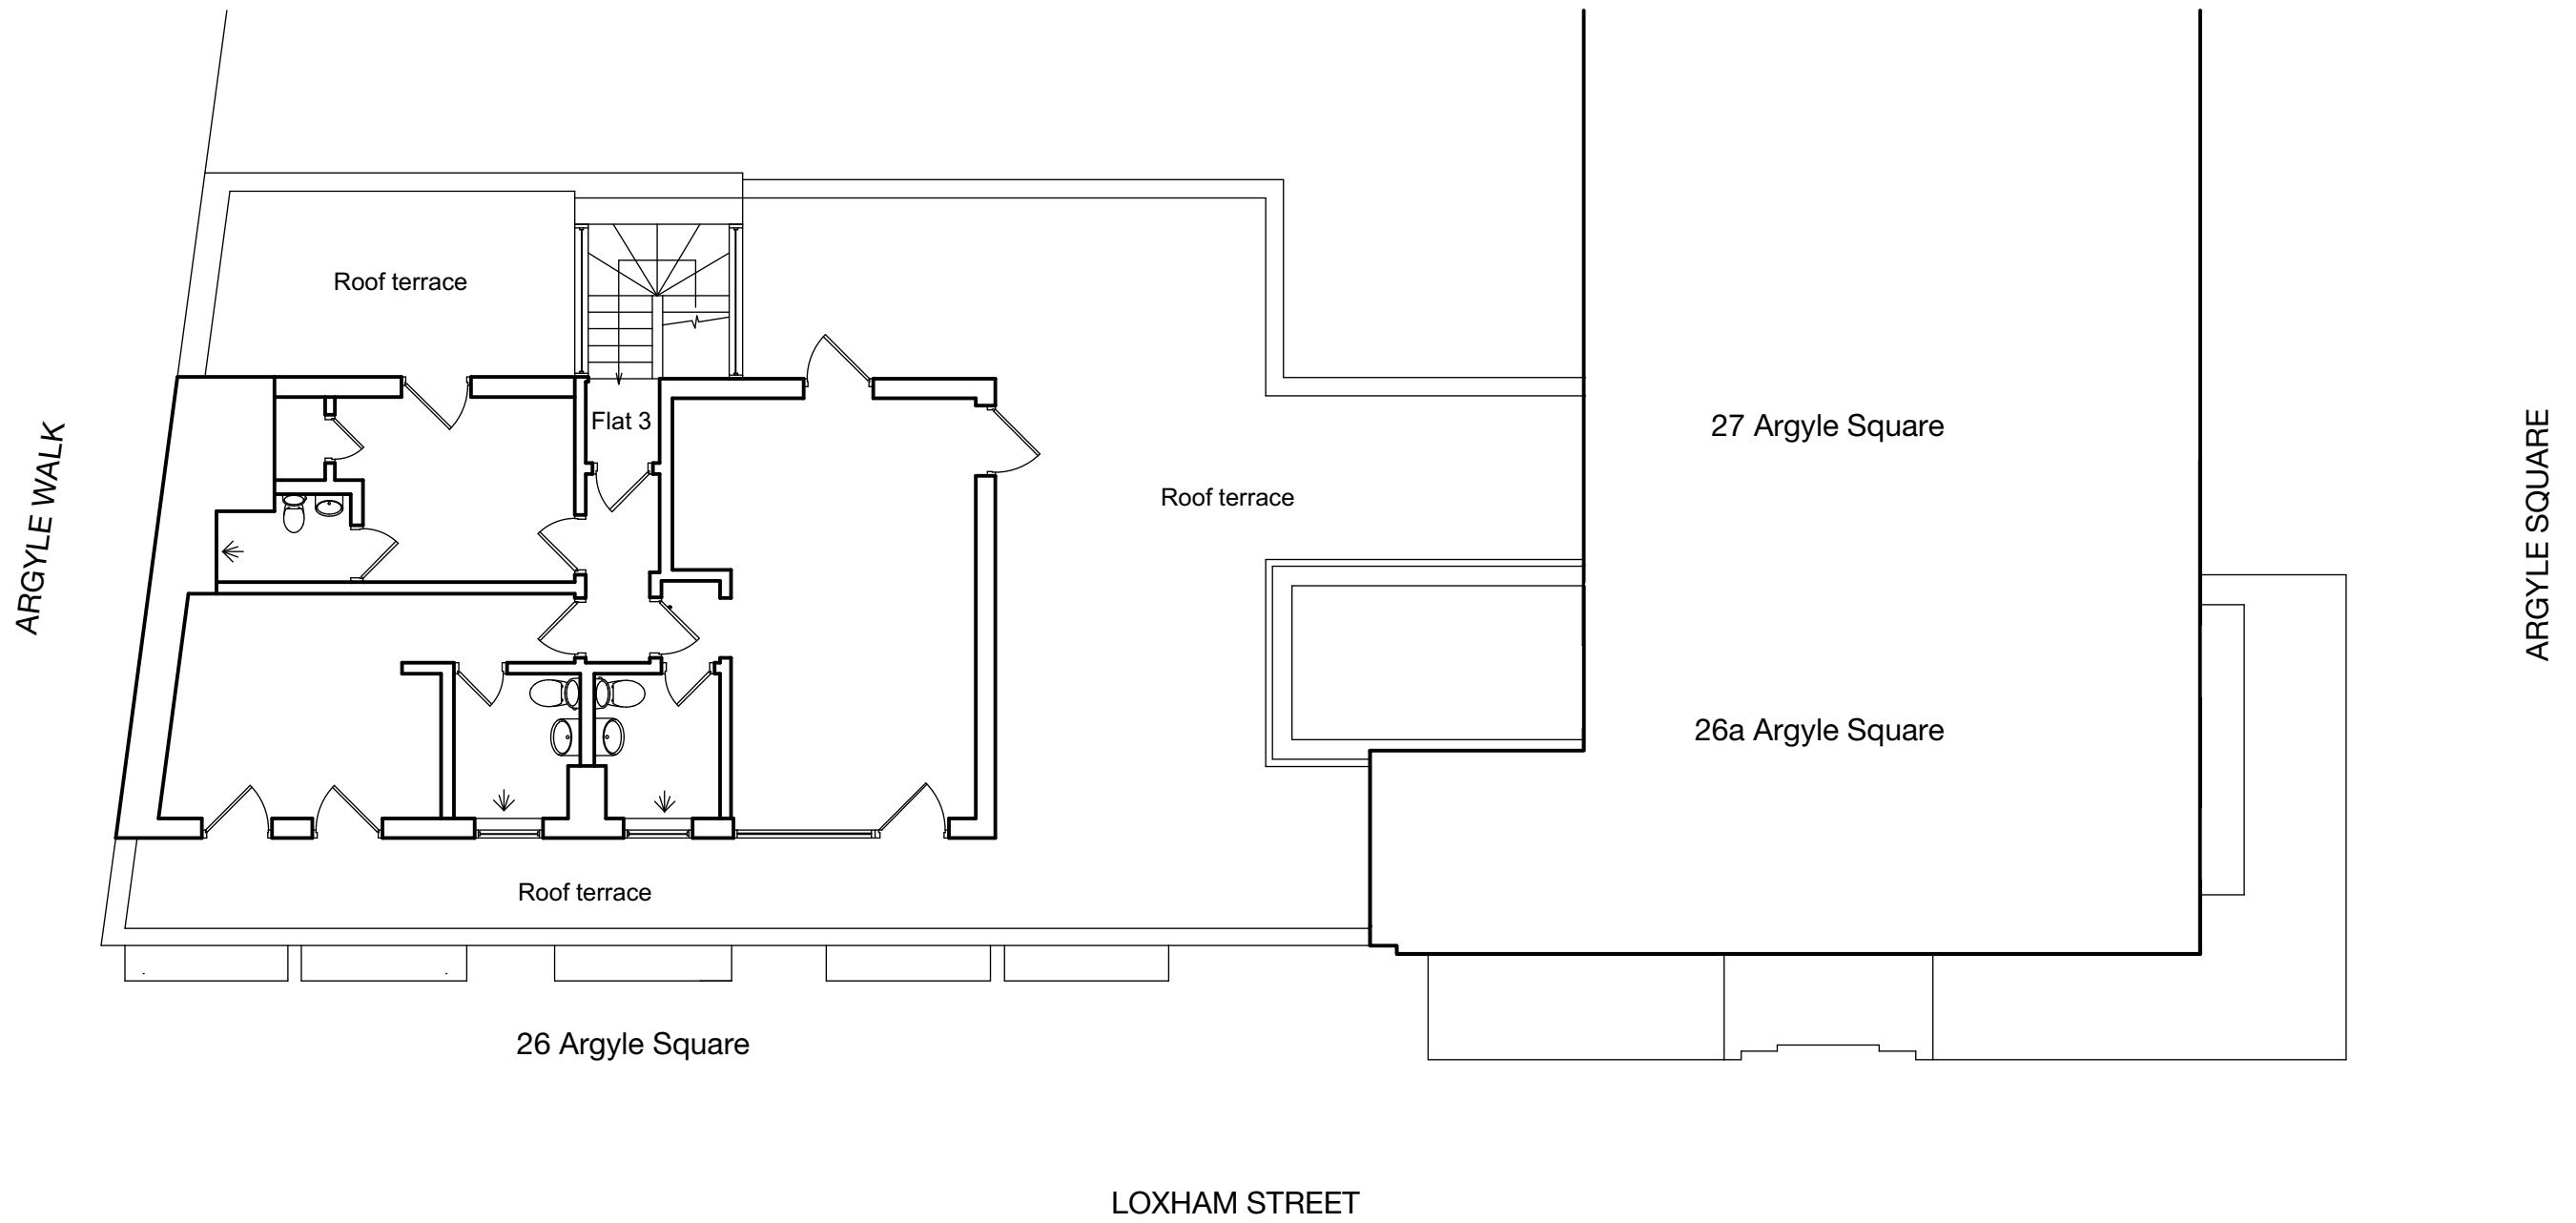 Roof terrace
Flat 3
27 Argyle Square
ARGYLE WALK
ARGYLE SQUARE
Roof terrace
26a Argyle Square
Roof terrace
26 Argyle Square
LOXHAM STREET